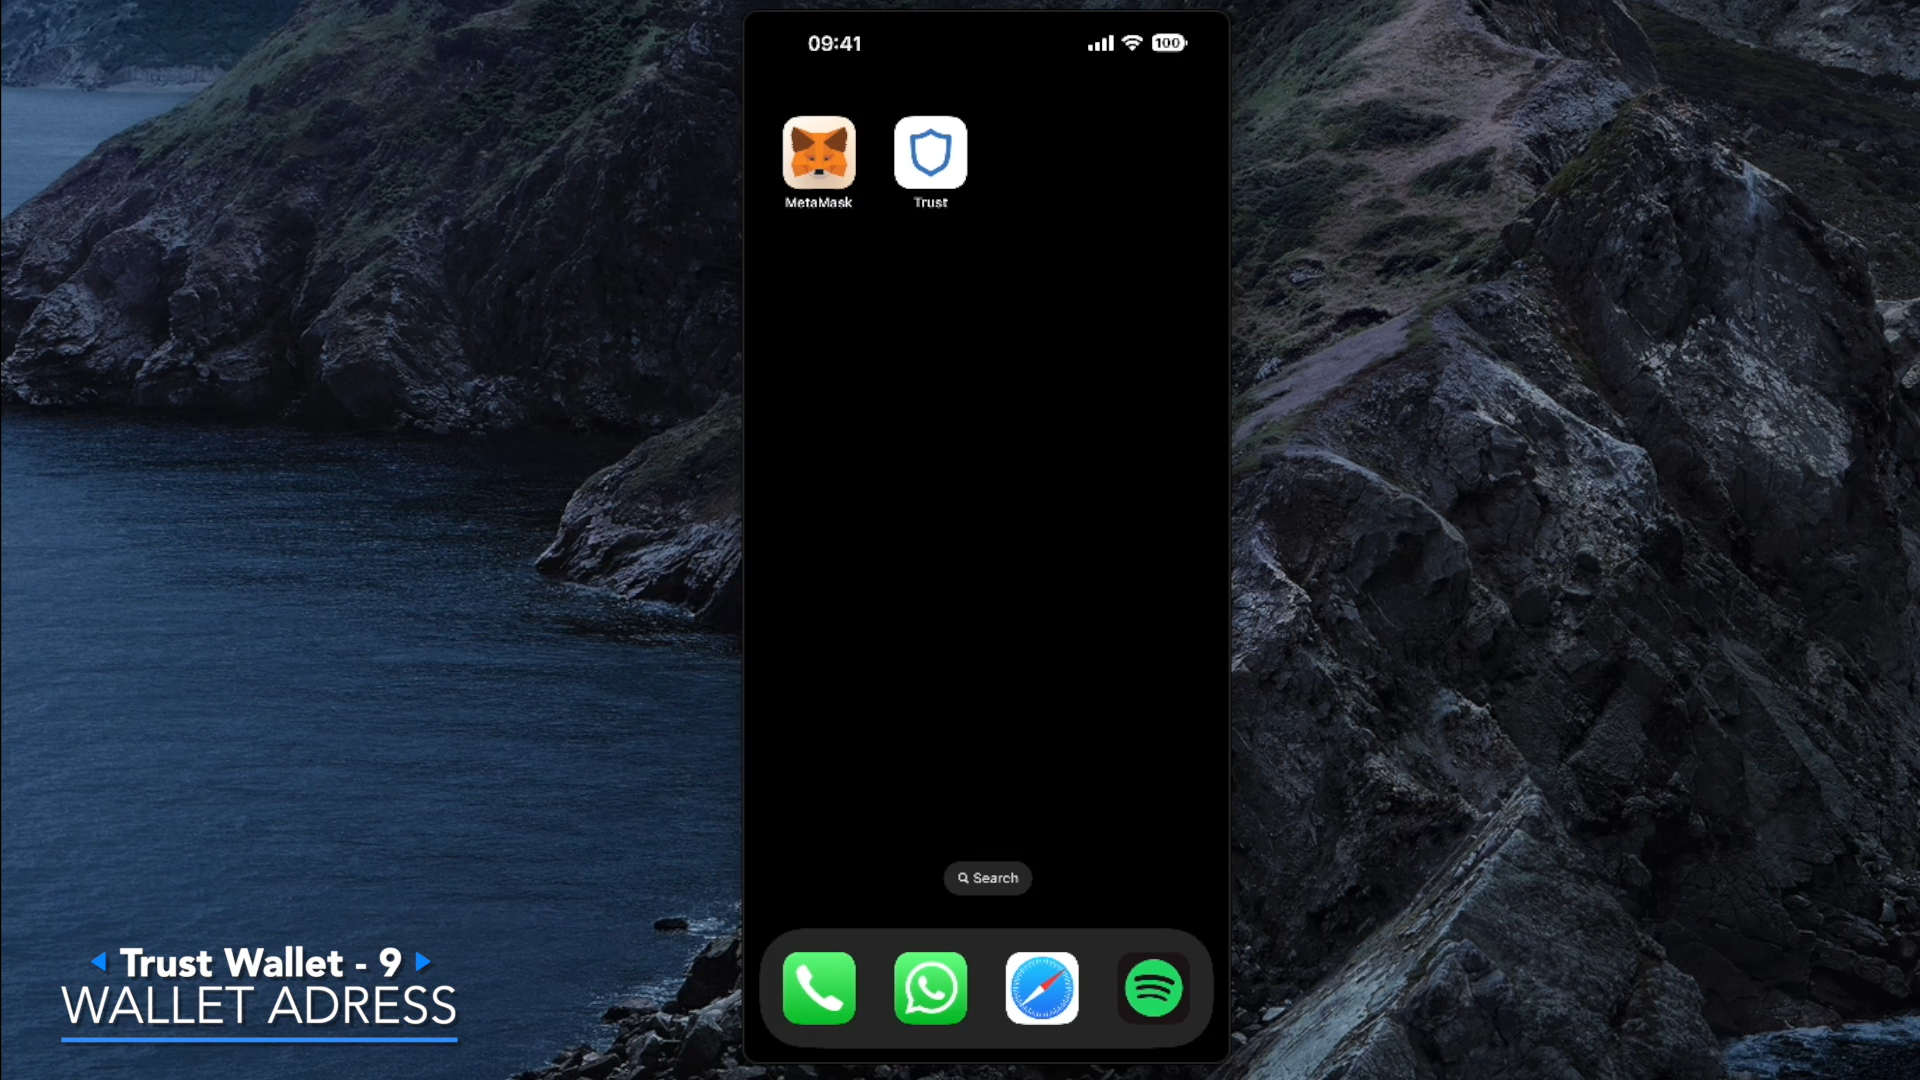 09:41
100
MetaMask
Trust
Search
Trust Wallet - 9
WALLET ADRESS